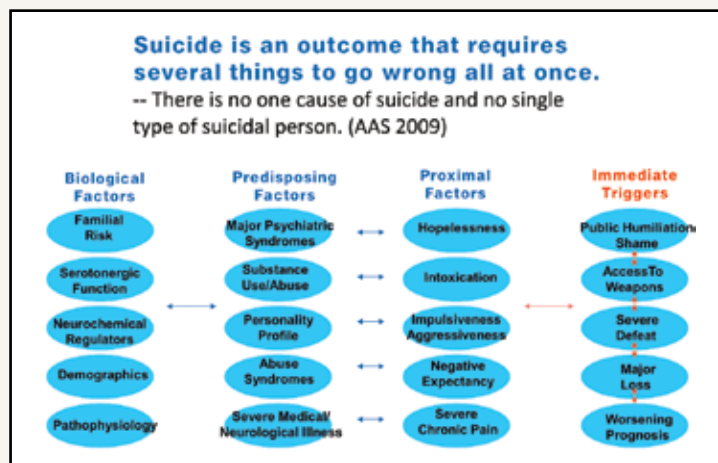 Suicide is an outcome that requires
several things to go wrong all at once.
-- There is no one cause of suicide and no single
type of suicidal person. (AAS 2009)
Biological
Factors
Familial
Risk
Serotonergic
Function
Neurochemical
Regulators
Demographics
Pathophysiology
Predisposing
Factors
Major Psychiatric
Syndromes
Substance
Use/Abuse
Personality
Profile
Abuse
Syndromes
Severe Medical/
Neurological Illness
Proximal
Factors
Hopelessness
Intoxication
Impulsiveness
Aggressiveness
Negative
Expectancy
Severe
Chronic Pain
Immediate
Triggers
Public Humiliation
Shame
AccessTo
Weapons
Severe
Defeat
Major
Loss
Worsening
Prognosis